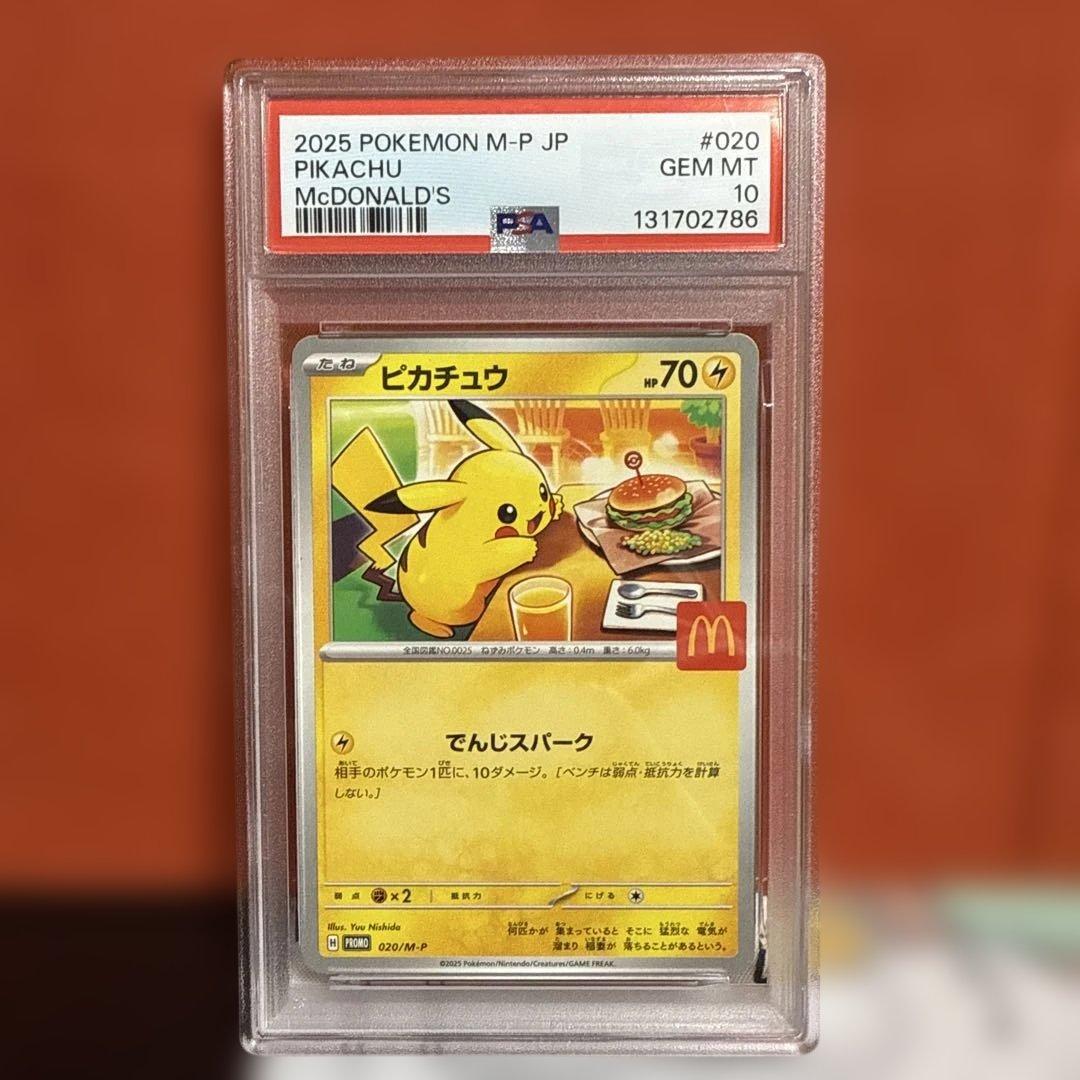 2025 POKEMON M-P JP #020
PIKACHU GEM MT
McDONALD'S 10
PSA 131702786
たね ピカチュウ HP70
全国図鑑NO.0025 ねずみポケモン 高さ:0.4m 重さ:6.0kg
でんじスパーク
相手のポケモン1匹に、10ダメージ。[ベンチは弱点・抵抗力を計算
しない。]
弱点 ×2 抵抗力 にげる
Illus. Yuu Nishida
何匹かが 集まっていると そこに 猛烈な 電気が
溜まり 稲妻が 落ちることがあるという。
H PROMO 020/M-P
©2025 Pokémon/Nintendo/Creatures/GAME FREAK.